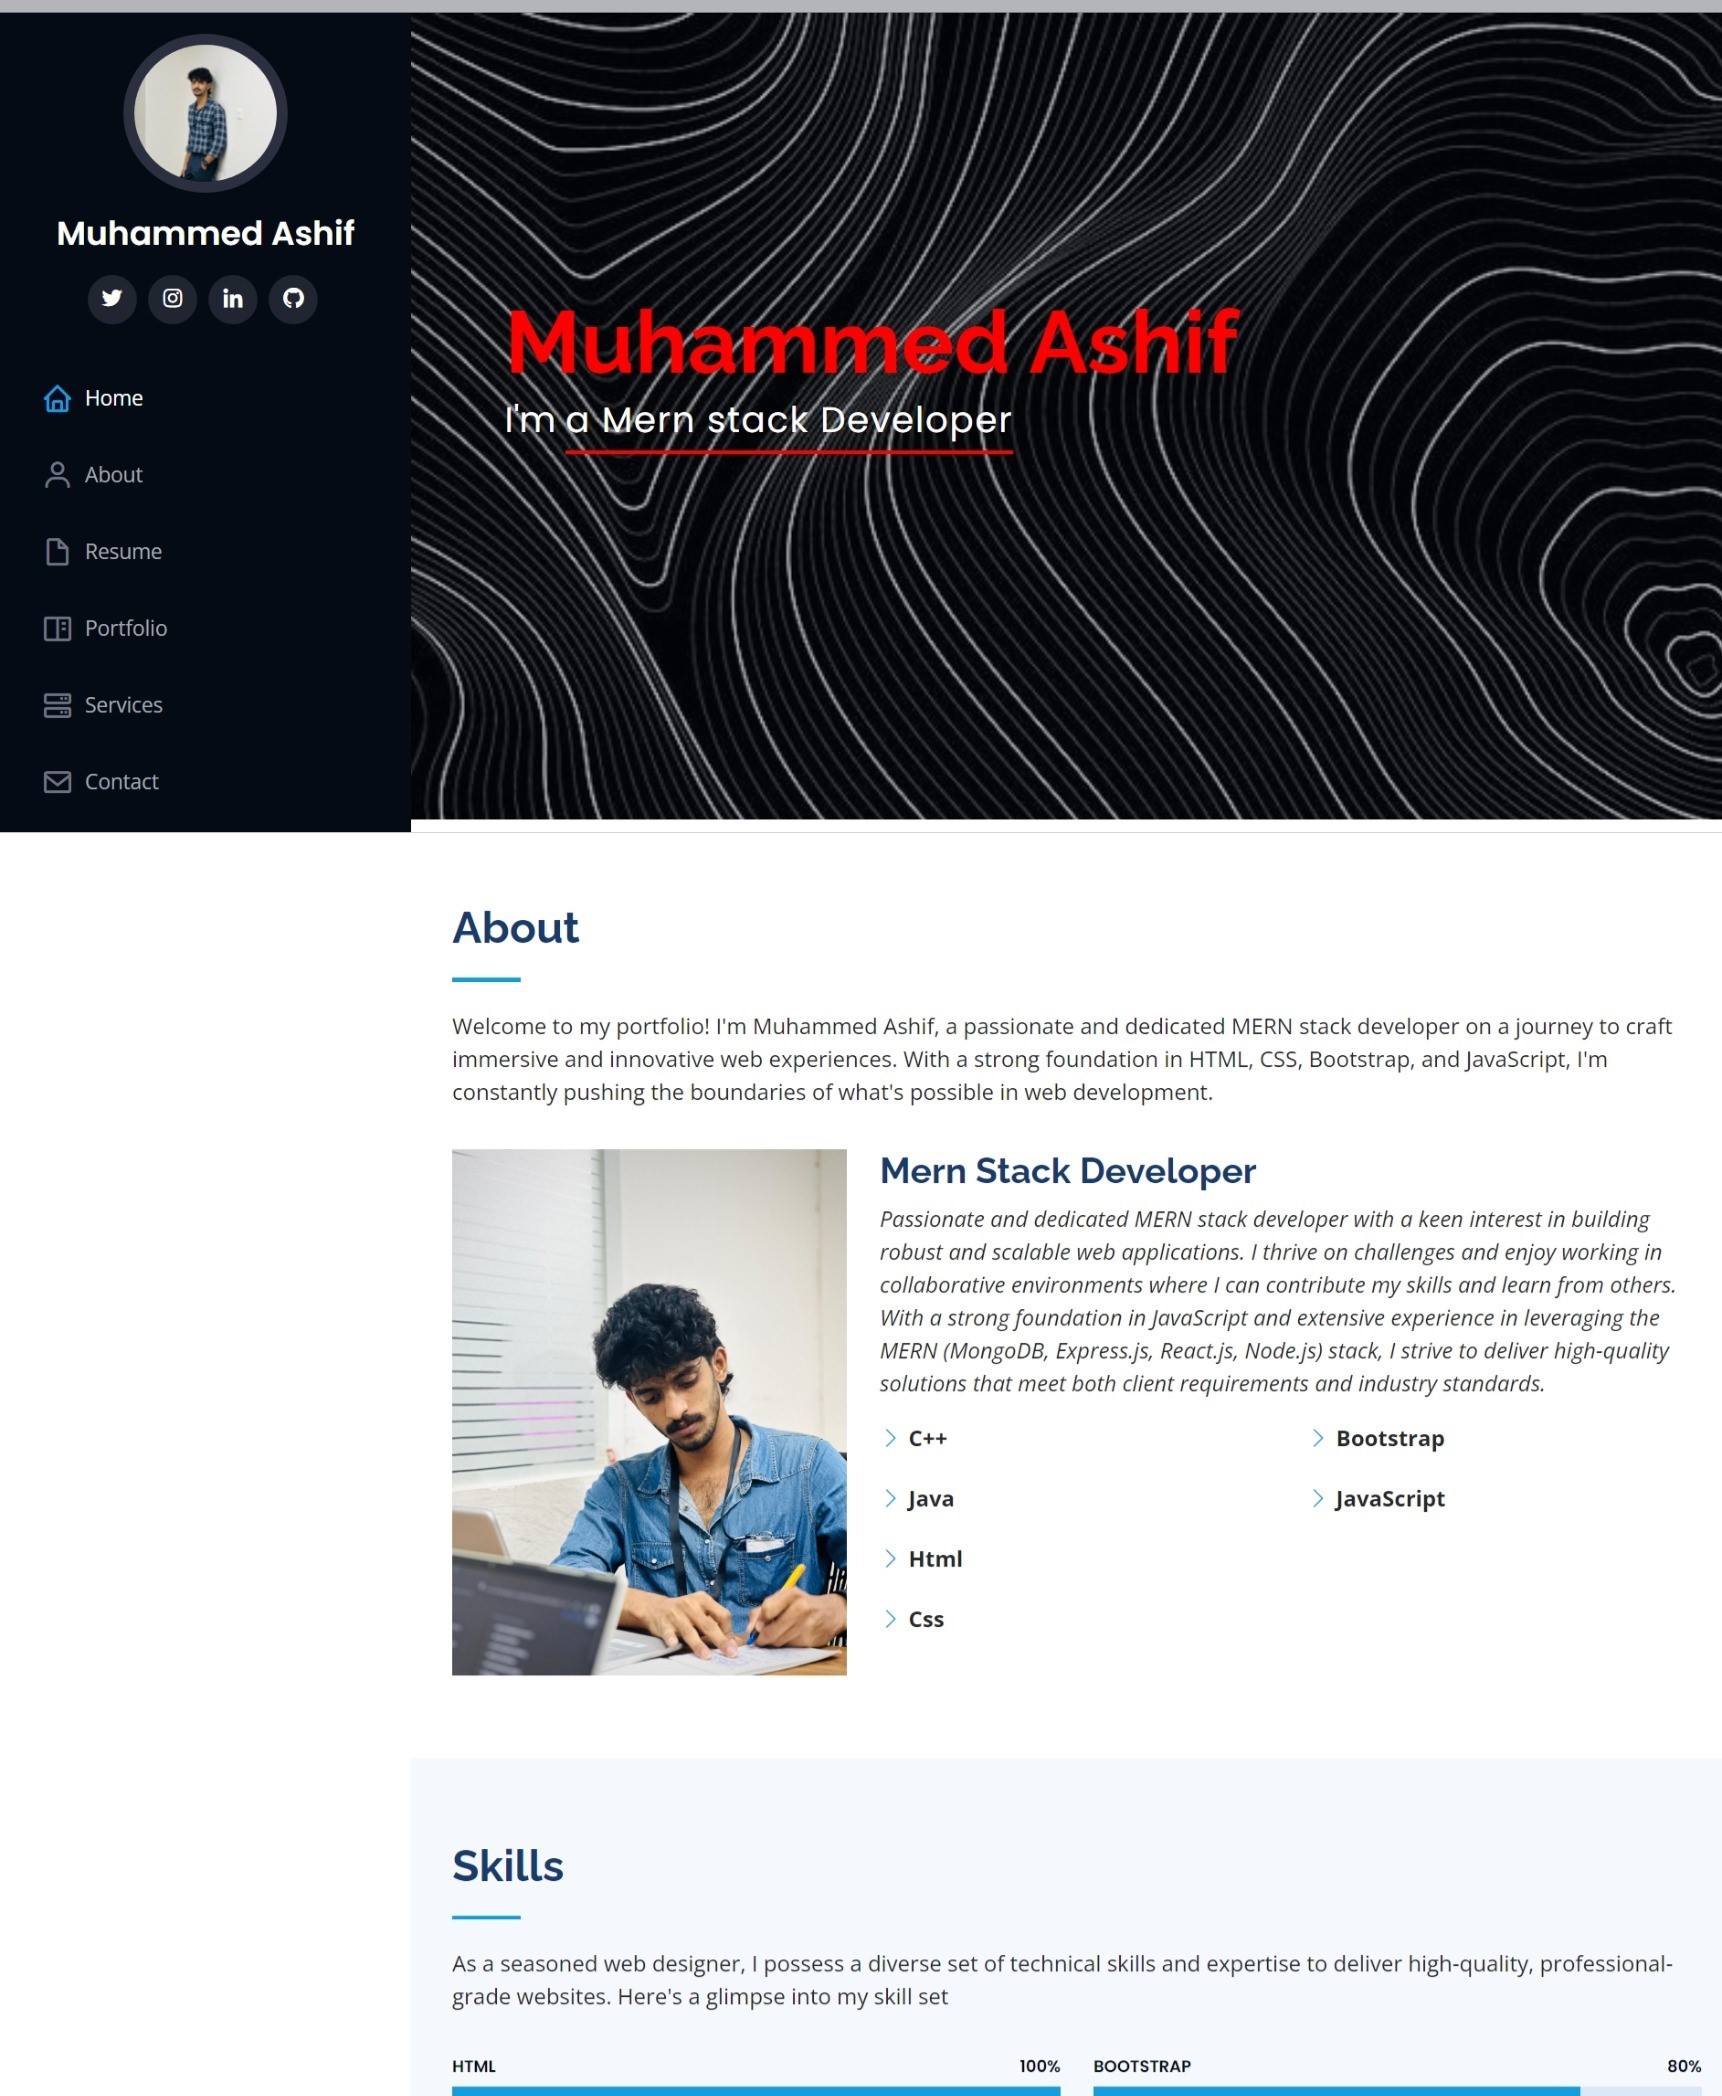 Muhammed Ashif
Home
About
Resume
Portfolio
Services
Contact
Muhammed Ashif
I'm a Mern stack Developer
About
Welcome to my portfolio! I'm Muhammed Ashif, a passionate and dedicated MERN stack developer on a journey to craft
immersive and innovative web experiences. With a strong foundation in HTML, CSS, Bootstrap, and JavaScript, I'm
constantly pushing the boundaries of what's possible in web development.
Mern Stack Developer
Passionate and dedicated MERN stack developer with a keen interest in building
robust and scalable web applications. I thrive on challenges and enjoy working in
collaborative environments where I can contribute my skills and learn from others.
With a strong foundation in JavaScript and extensive experience in leveraging the
MERN (MongoDB, Express.js, React.js, Node.js) stack, I strive to deliver high-quality
solutions that meet both client requirements and industry standards.
C++
Java
Html
Css
Bootstrap
JavaScript
Skills
As a seasoned web designer, I possess a diverse set of technical skills and expertise to deliver high-quality, professional-
grade websites. Here's a glimpse into my skill set
HTML 100%
BOOTSTRAP 80%